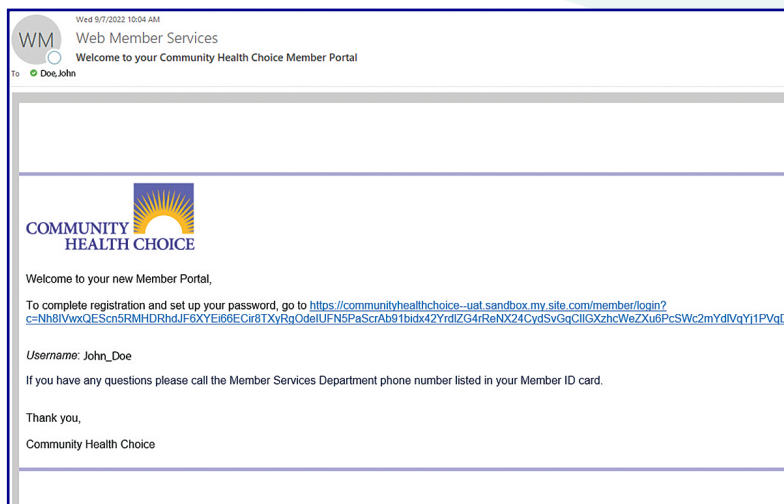 Wed 9/7/2022 10:04 AM
WM
Web Member Services
Welcome to your Community Health Choice Member Portal
To Doe, John
COMMUNITY
HEALTH CHOICE
Welcome to your new Member Portal,
To complete registration and set up your password, go to https://communityhealthchoice--uat.sandbox.my.site.com/member/login?
c=Nh8IVwxQEScn5RMHDRhdJF6XYEi66ECir8TXyRgOdeIUFN5PaScrAb91bidx42YrdlZG4rReNX24CydSvGqCllGXzhcWeZXu6PcSWc2mYdlVqYj1PVqD
Username: John_Doe
If you have any questions please call the Member Services Department phone number listed in your Member ID card.
Thank you,
Community Health Choice